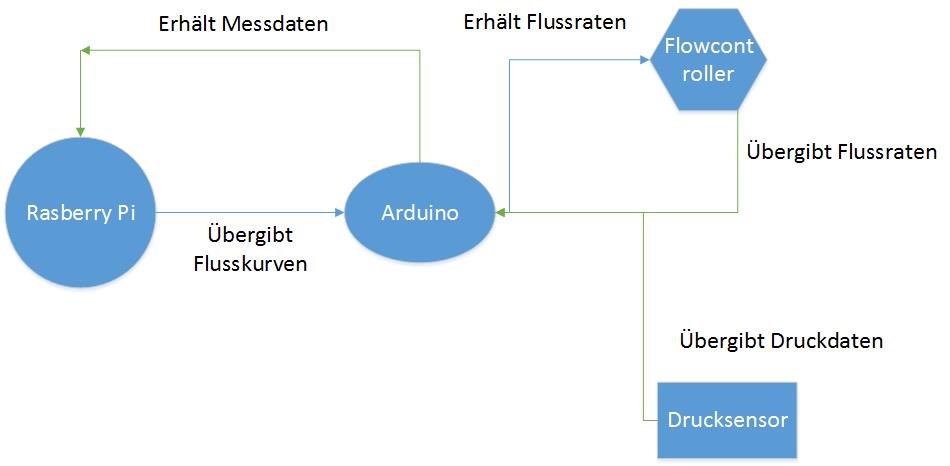 Erhält Messdaten
Erhält Flussraten
Flowcont
roller
Übergibt Flussraten
Rasberry Pi
Arduino
Übergibt
Flusskurven
Übergibt Druckdaten
Drucksensor